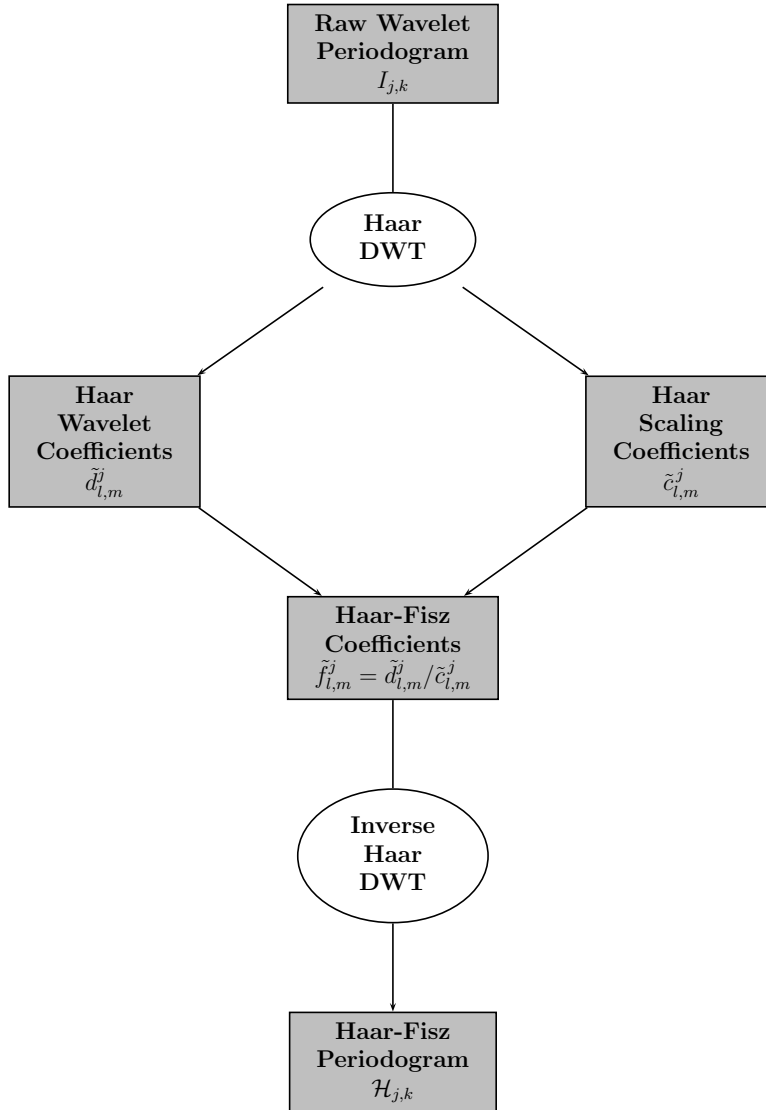 Raw Wavelet
Periodogram
$I_{j,k}$
Haar
DWT
Haar
Wavelet
Coefficients
$\tilde{d}^j_{l,m}$
Haar
Scaling
Coefficients
$\tilde{c}^j_{l,m}$
Haar-Fisz
Coefficients
$\tilde{f}^j_{l,m} = \tilde{d}^j_{l,m}/\tilde{c}^j_{l,m}$
Inverse
Haar
DWT
Haar-Fisz
Periodogram
$\mathcal{H}_{j,k}$